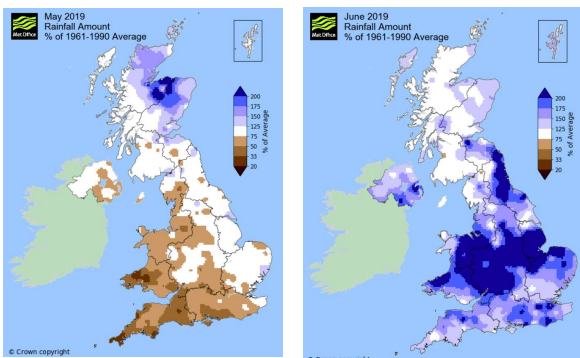 May 2019
Rainfall Amount
% of 1961-1990 Average
Met Office
200
175
150
125
75
50
33
20
% of Average
© Crown copyright
June 2019
Rainfall Amount
% of 1961-1990 Average
Met Office
200
175
150
125
75
50
33
20
% of Average